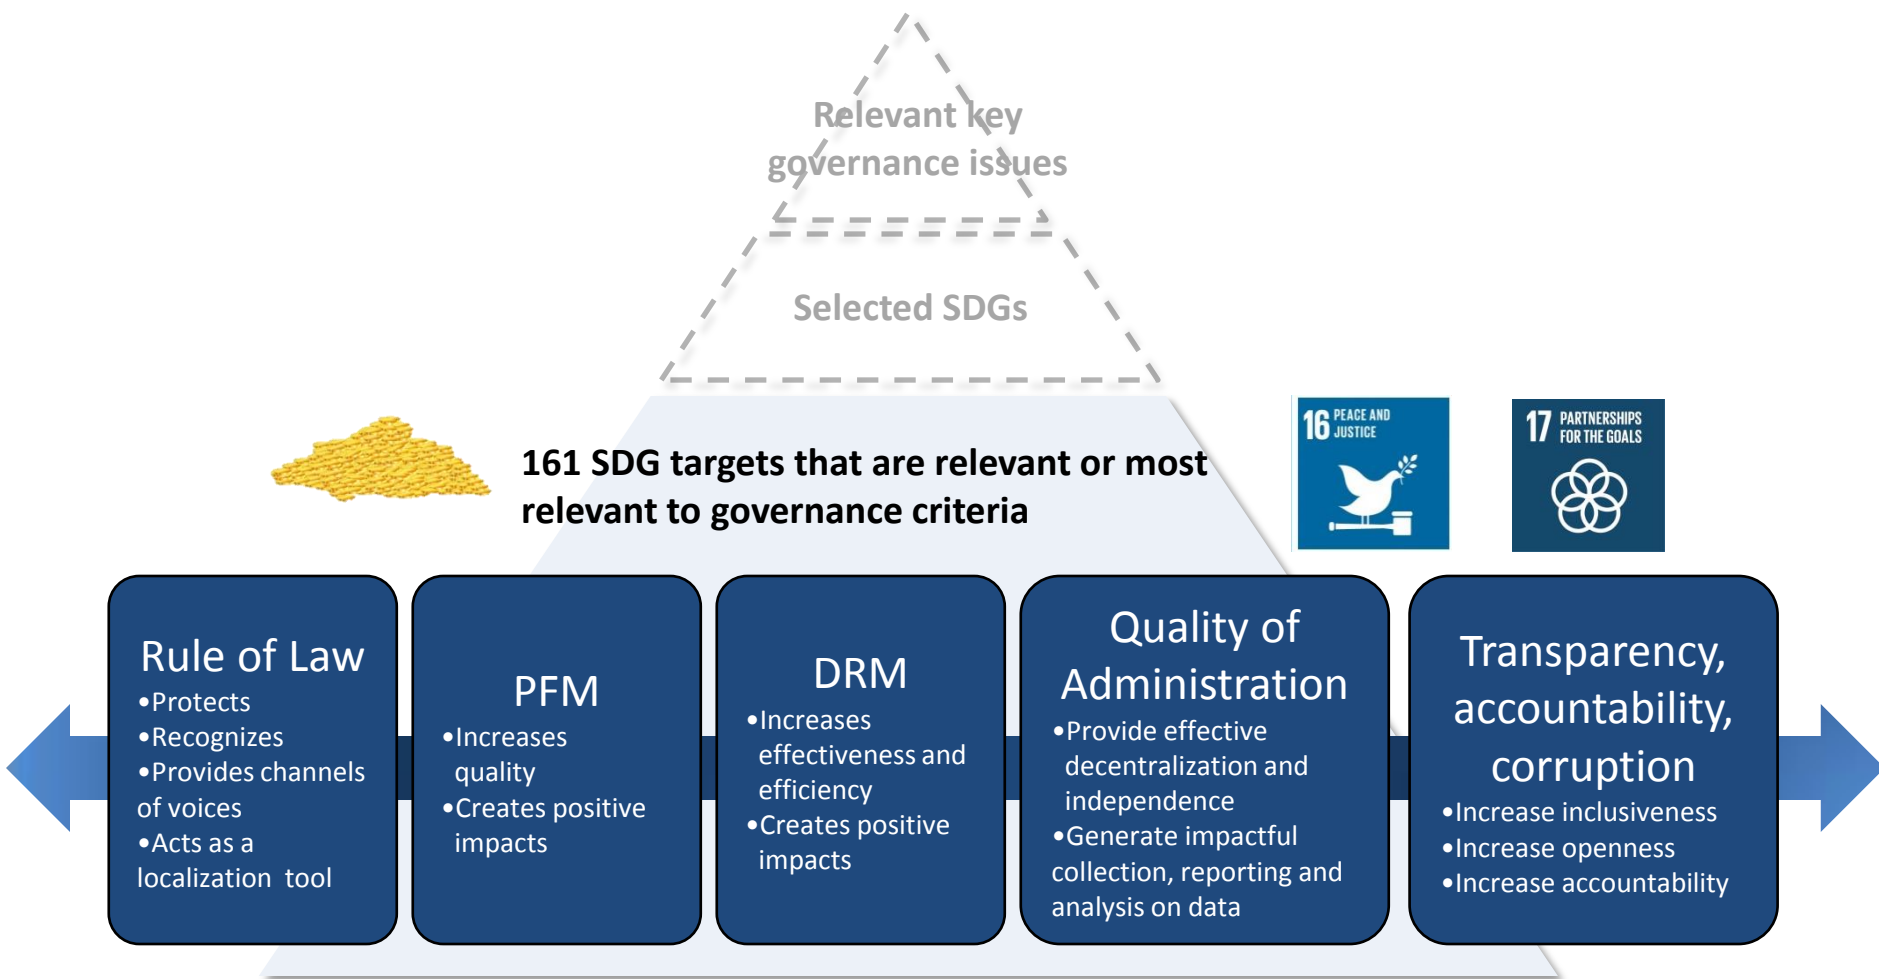 Relevant key
governance issues
Selected SDGs
161 SDG targets that are relevant or most
relevant to governance criteria
16 PEACE AND
JUSTICE
17 PARTNERSHIPS
FOR THE GOALS
Rule of Law
•Protects
•Recognizes
•Provides channels
of voices
•Acts as a
localization tool
PFM
•Increases
quality
•Creates positive
impacts
DRM
•Increases
effectiveness and
efficiency
•Creates positive
impacts
Quality of
Administration
•Provide effective
decentralization and
independence
•Generate impactful
collection, reporting and
analysis on data
Transparency,
accountability,
corruption
•Increase inclusiveness
•Increase openness
•Increase accountability